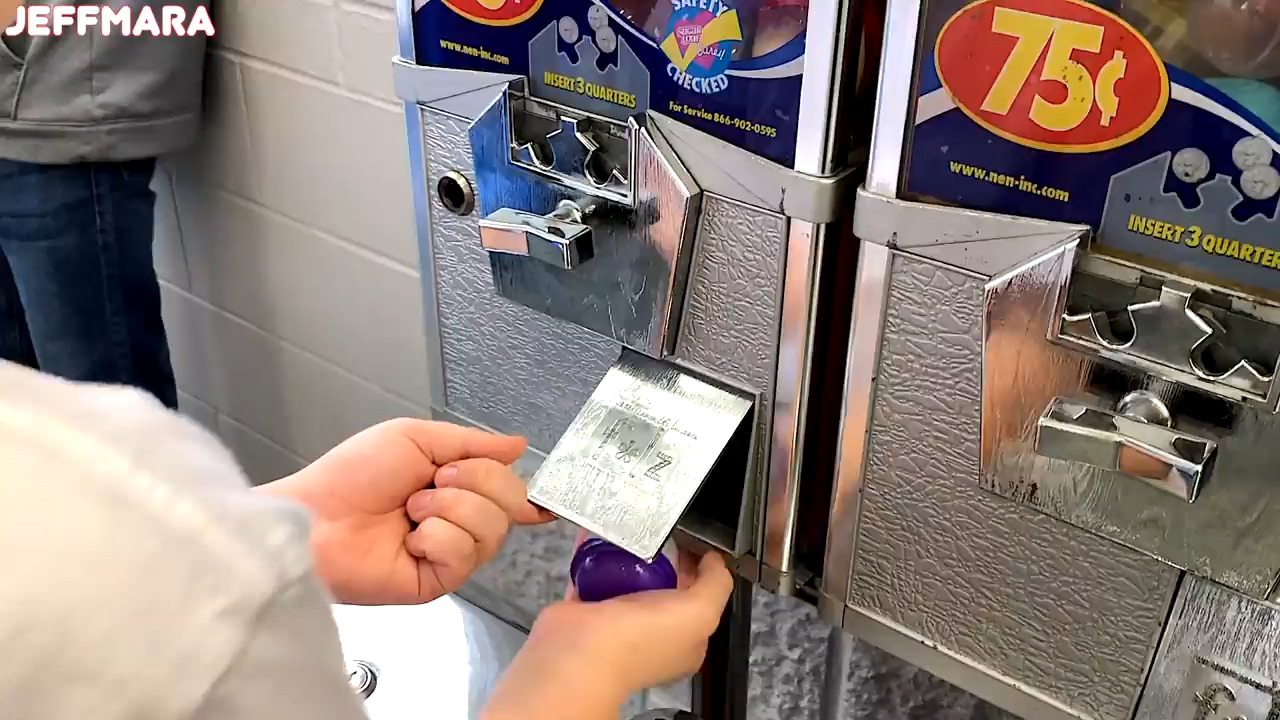 JEFFMARA
SAFETY
CHECKED
www.nen-inc.com
INSERT 3 QUARTERS
For Service 866-902-0595
75¢
www.nen-inc.com
INSERT 3 QUARTER